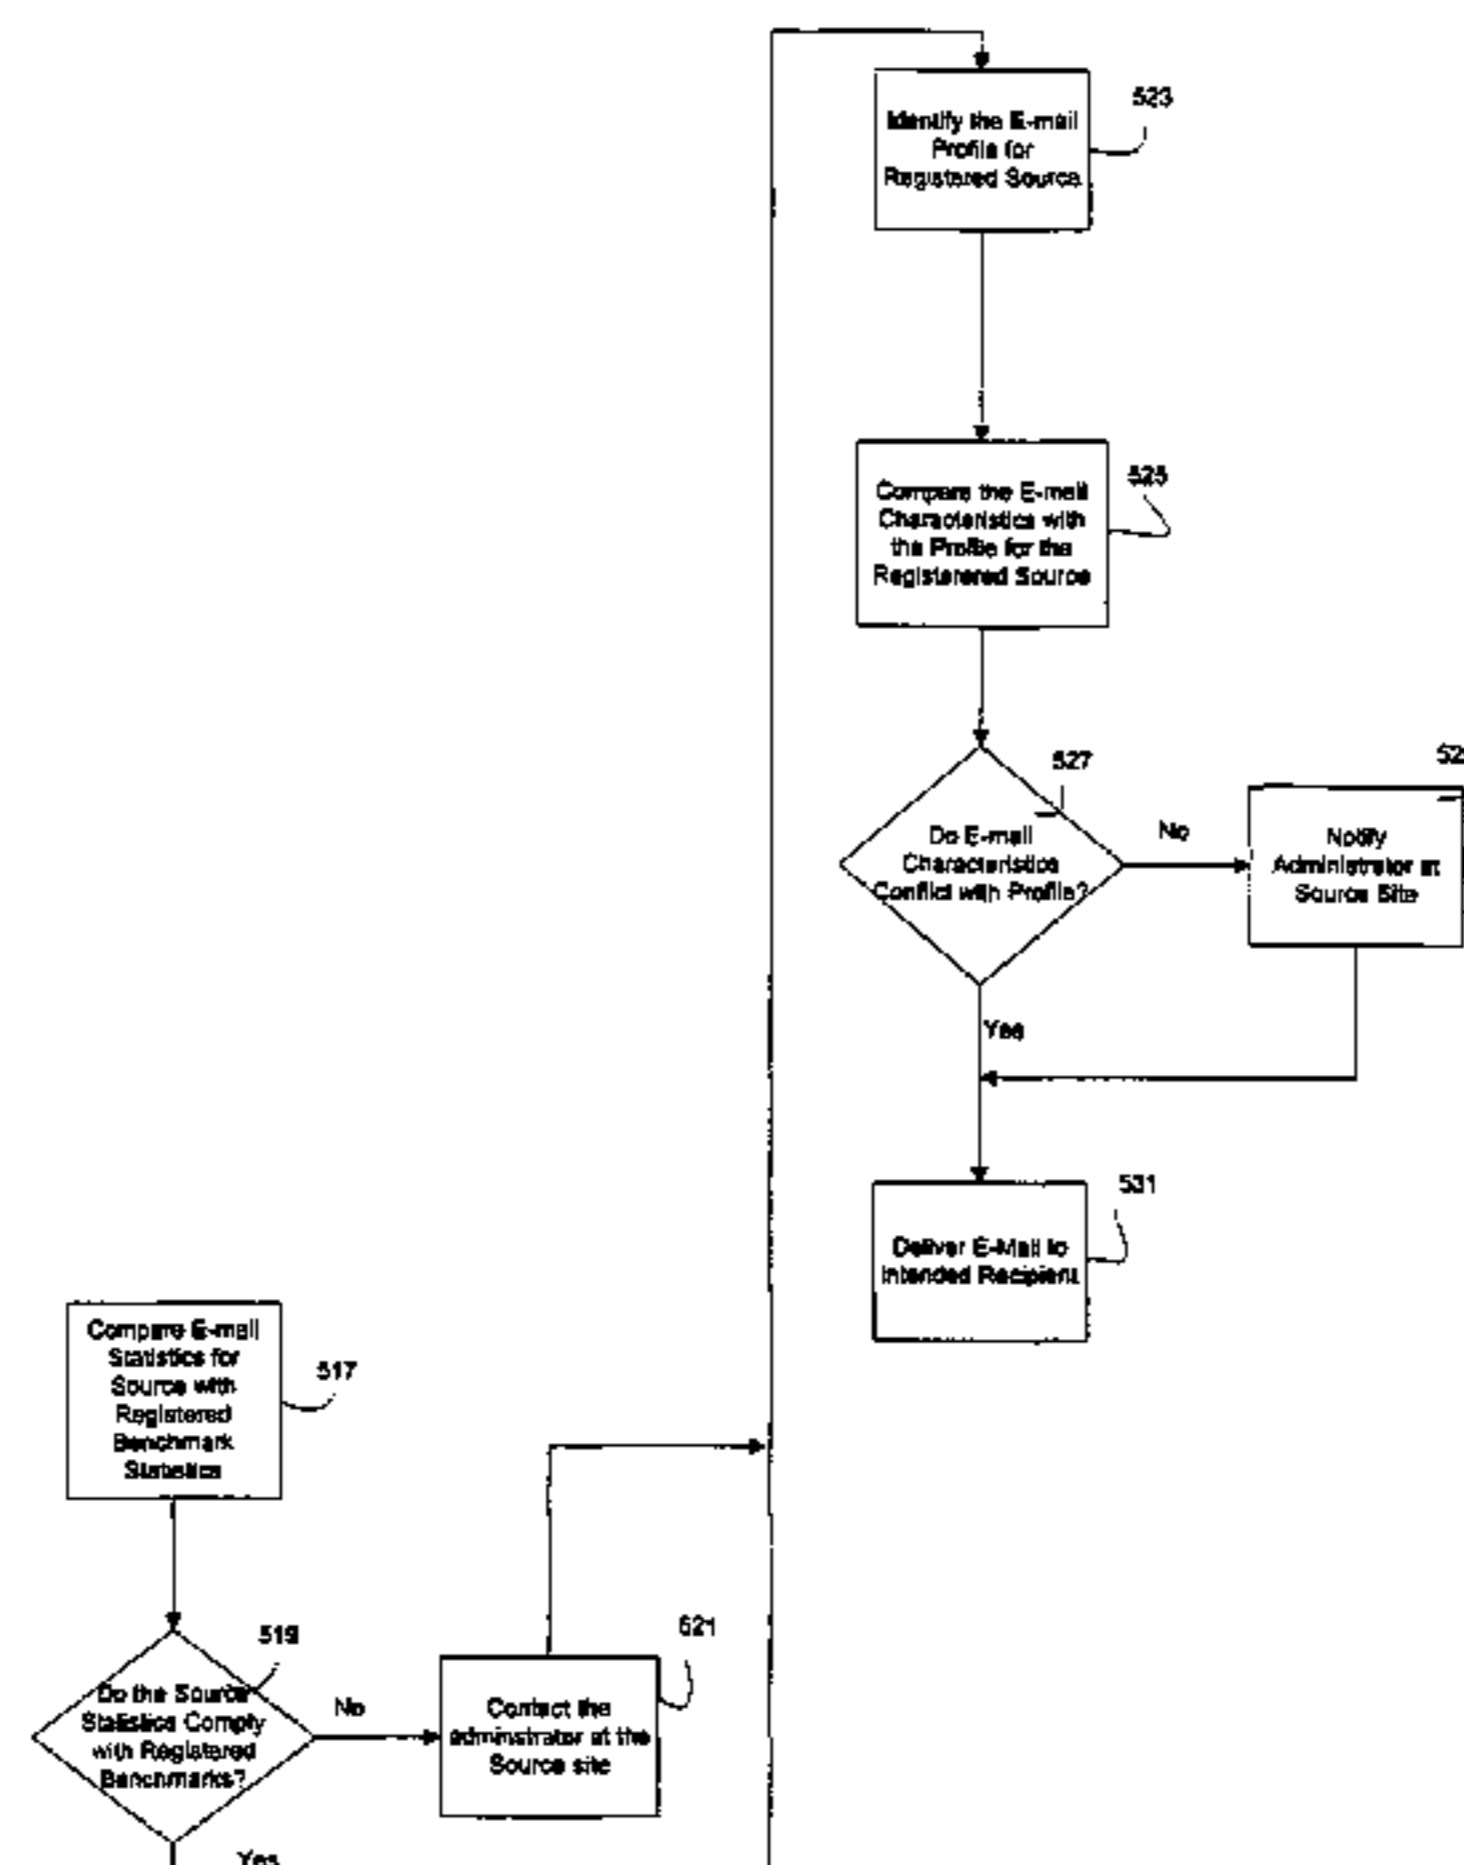 523
Identify the E-mail
Profile for
Registered Source
525
Compare the E-mail
Characteristics with
the Profile for the
Registerered Source
527
Do E-mail
Characteristics
Conflict with Profile?
No
Notify
Administrator at
Source Site
Yes
531
Deliver E-Mail to
Intended Recipient
Compare E-mail
Statistics for
Source with
Registered
Benchmark
Statistics
517
519
Do the Source
Statistics Comply
with Registered
Benchmarks?
No
521
Contact the
adminstrator at the
Source site
Yes